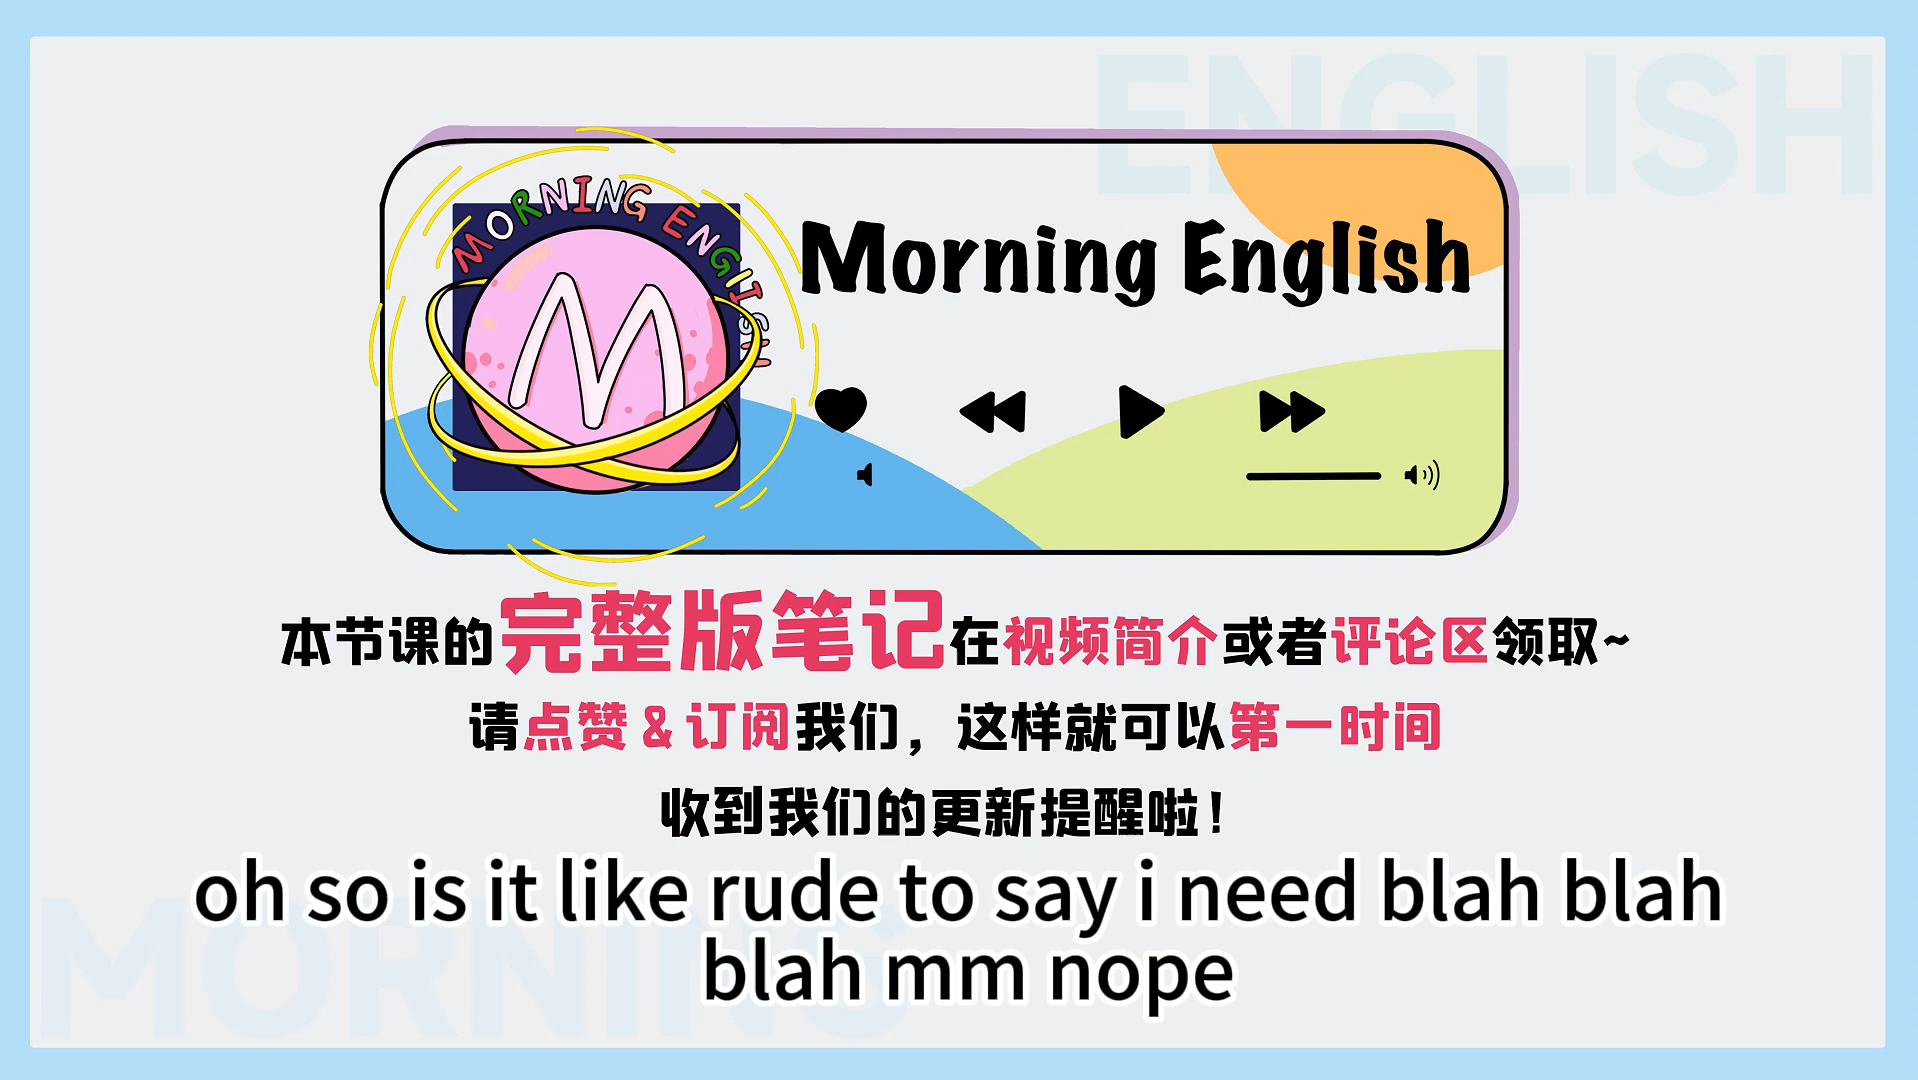 ENGLISH
MORNING ENGLISH
M
Morning English
本节课的完整版笔记在视频简介或者评论区领取~
请点赞&订阅我们，这样就可以第一时间
收到我们的更新提醒啦！
oh so is it like rude to say i need blah blah
blah mm nope
MORNING